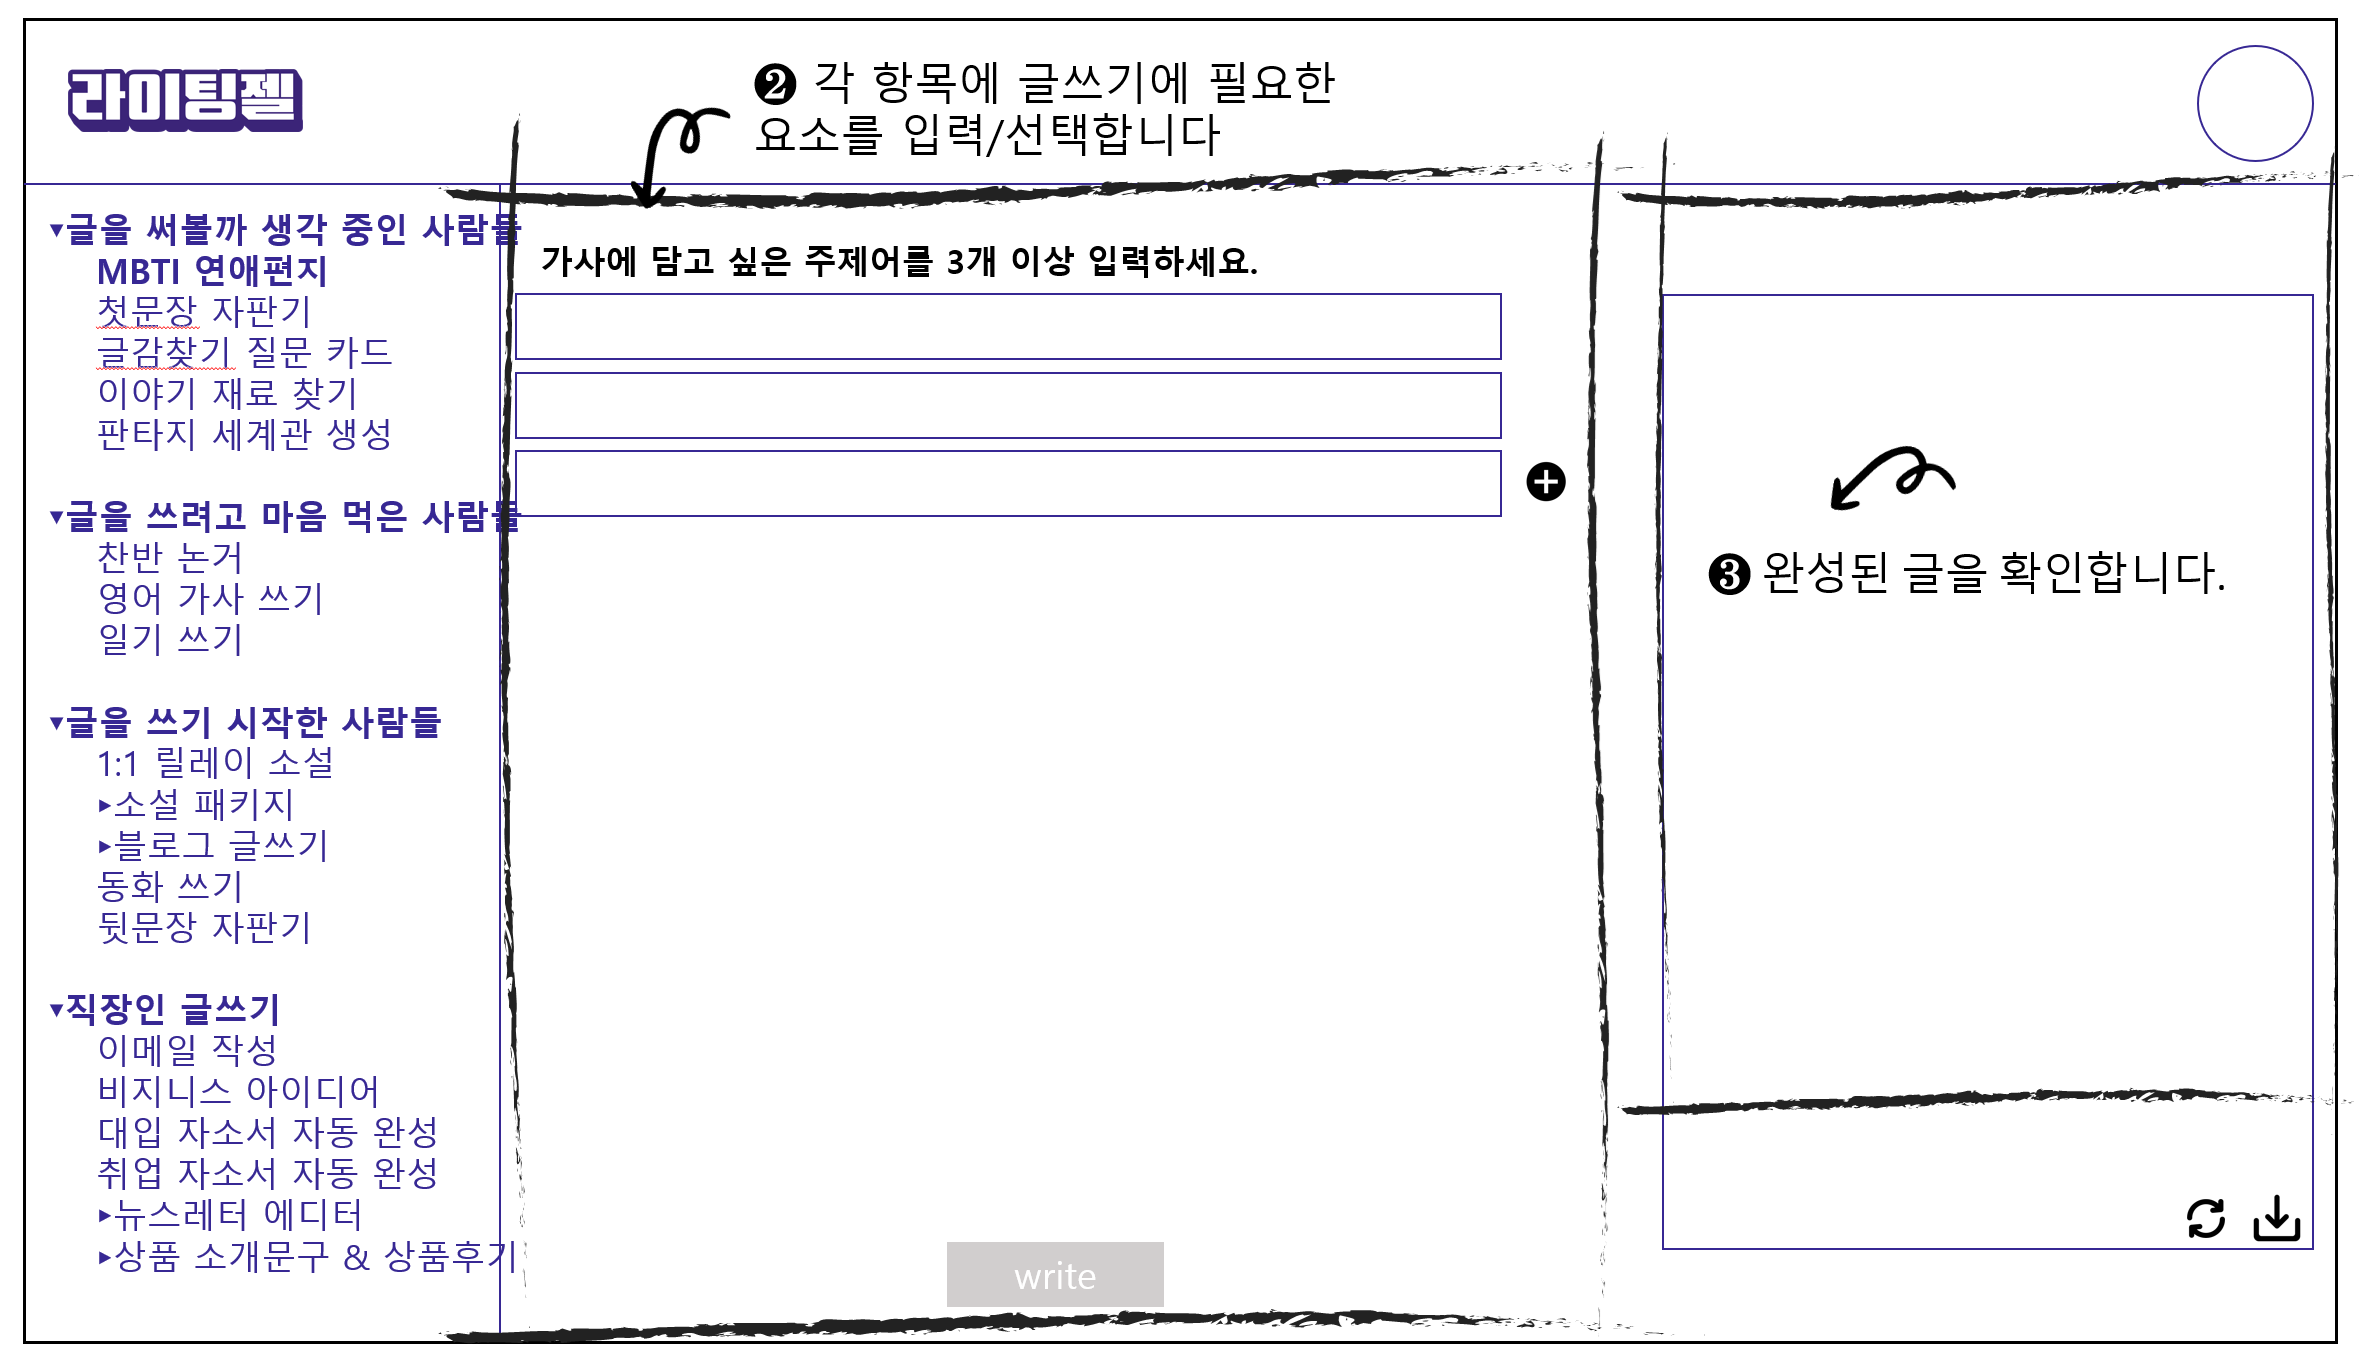 라이팅젤
❷ 각 항목에 글쓰기에 필요한
요소를 입력/선택합니다
▾글을 써볼까 생각 중인 사람들
MBTI 연애편지
첫문장 자판기
글감찾기 질문 카드
이야기 재료 찾기
판타지 세계관 생성
▾글을 쓰려고 마음 먹은 사람들
찬반 논거
영어 가사 쓰기
일기 쓰기
▾글을 쓰기 시작한 사람들
1:1 릴레이 소설
▸소설 패키지
▸블로그 글쓰기
동화 쓰기
뒷문장 자판기
▾직장인 글쓰기
이메일 작성
비지니스 아이디어
대입 자소서 자동 완성
취업 자소서 자동 완성
▸뉴스레터 에디터
▸상품 소개문구 & 상품후기
가사에 담고 싶은 주제어를 3개 이상 입력하세요.
write
❸ 완성된 글을 확인합니다.